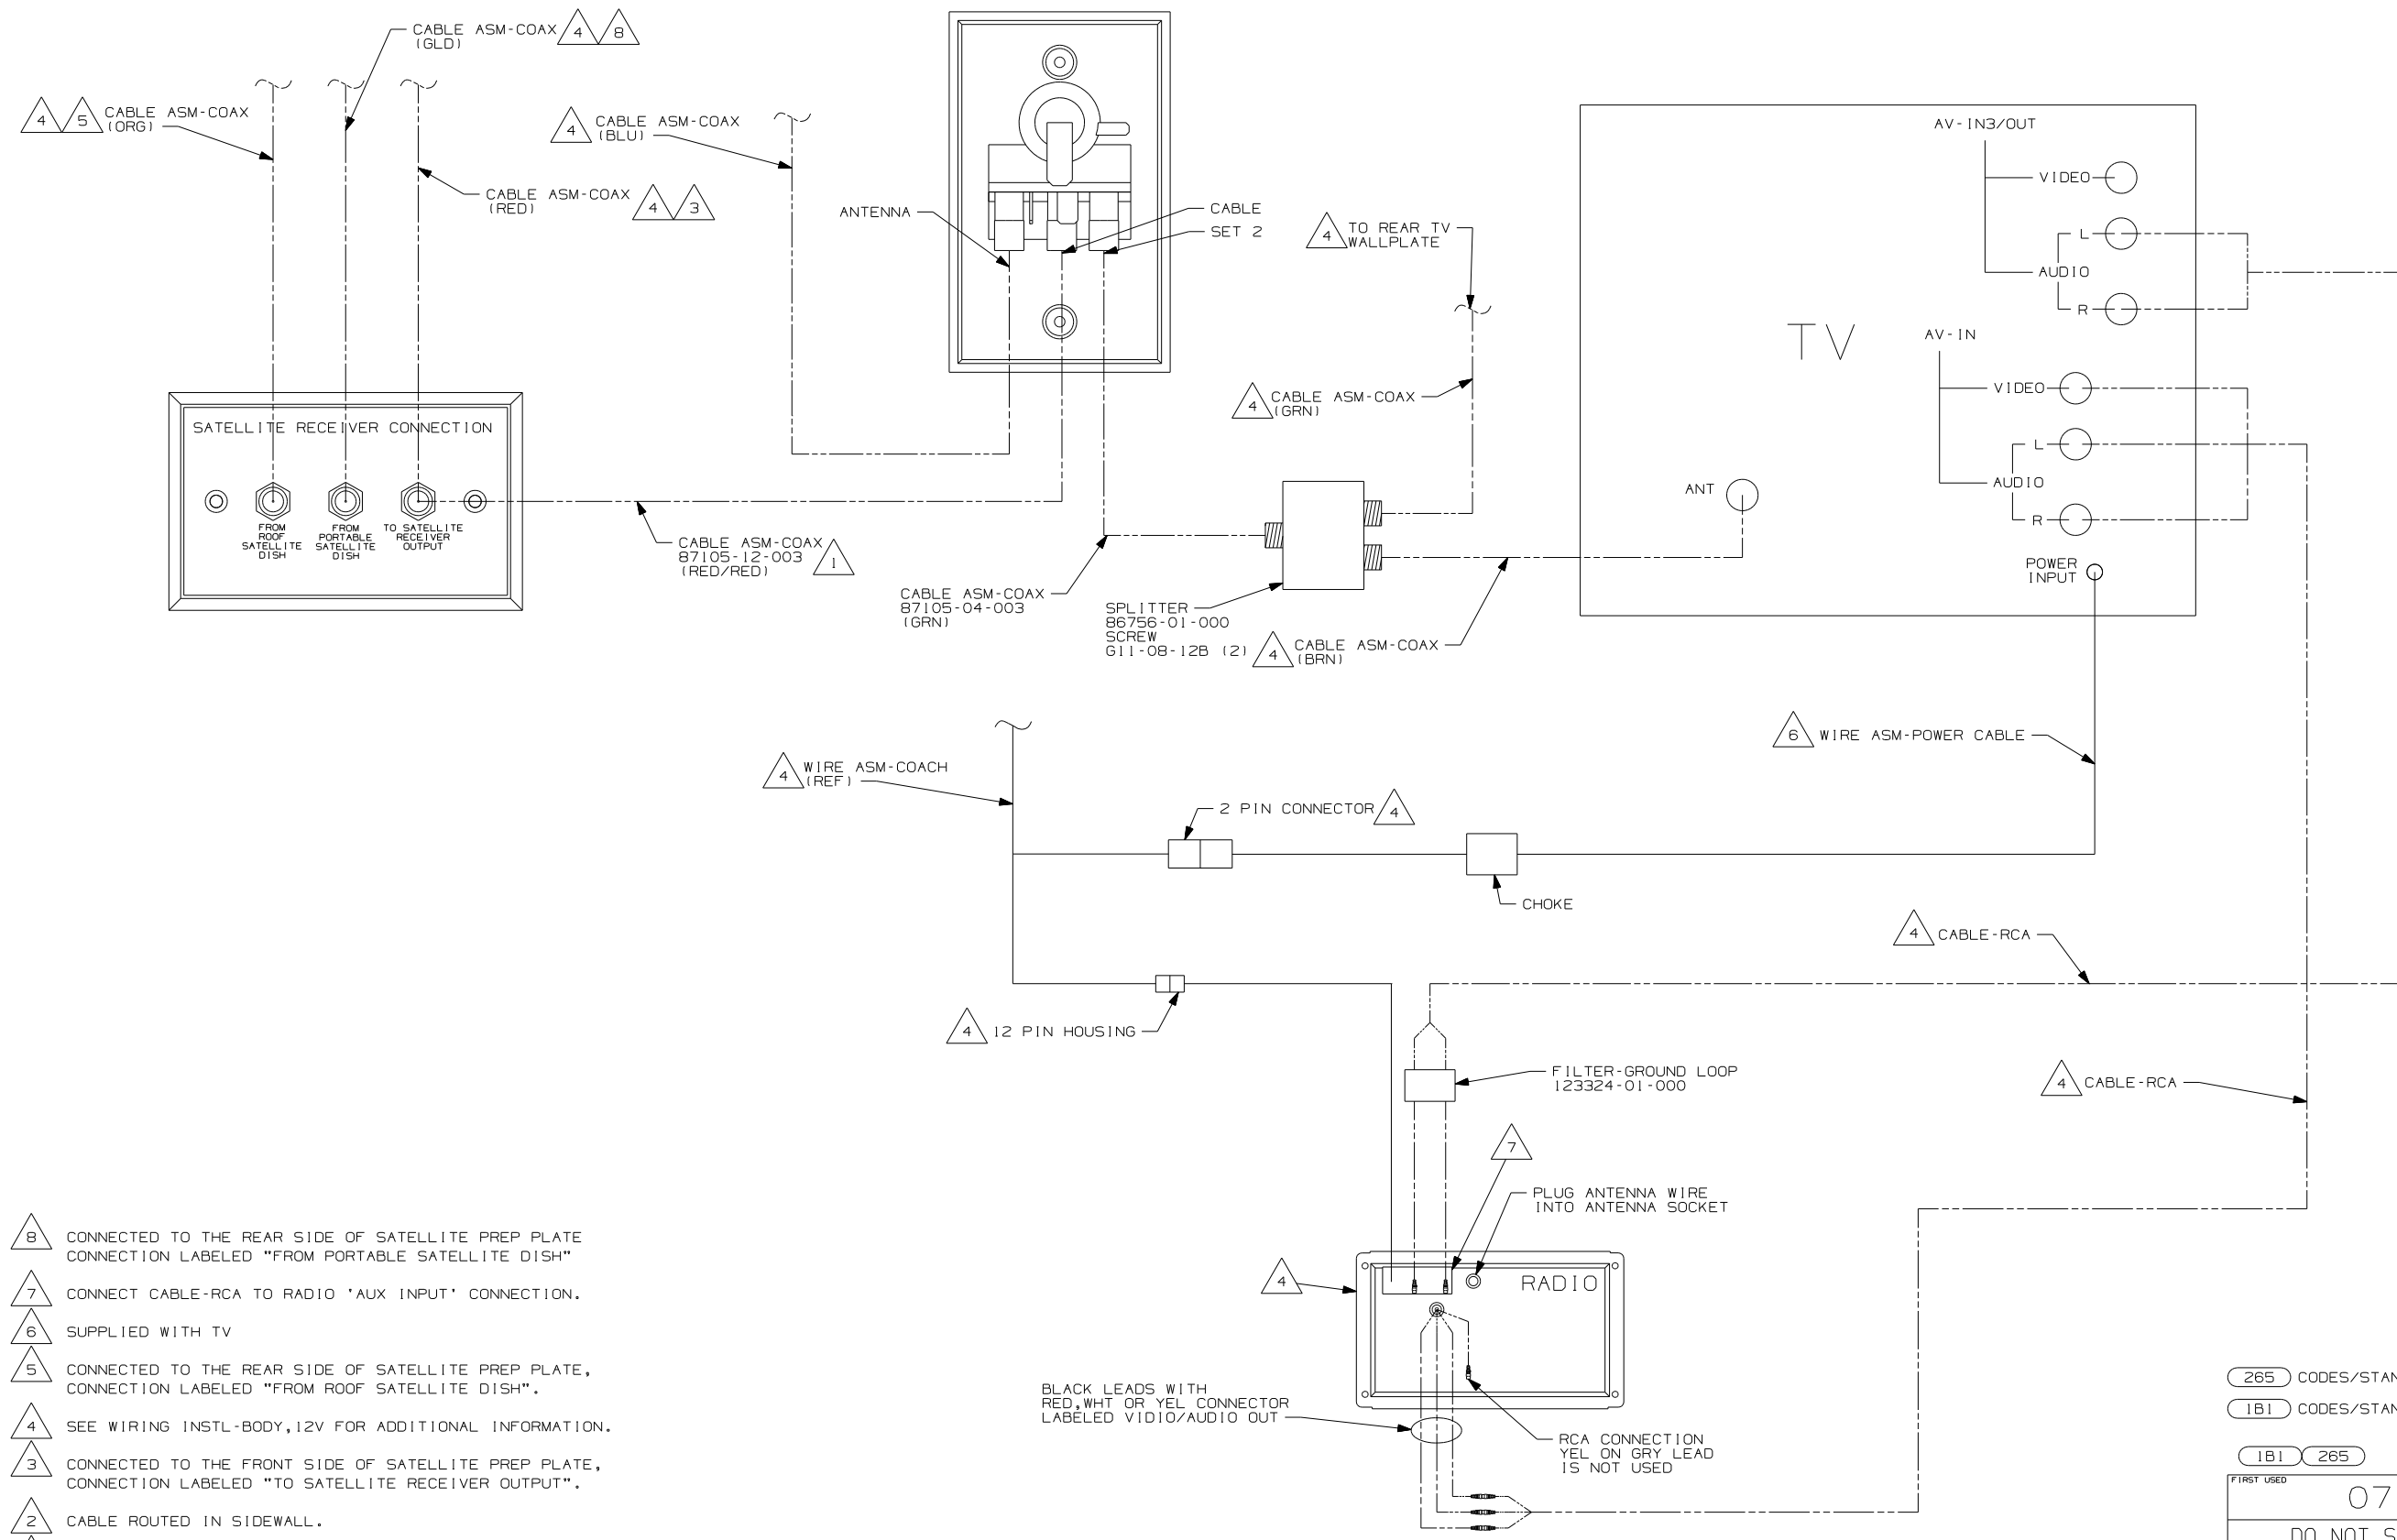 CABLE ASM-COAX 4 8
(GLD)
4 5 CABLE ASM-COAX
(ORG)
4 CABLE ASM-COAX
(BLU)
CABLE ASM-COAX 4 3
(RED)
ANTENNA
CABLE
SET 2
4 TO REAR TV
WALLPLATE
4 CABLE ASM-COAX
(GRN)
AV-IN3/OUT
VIDEO
L
AUDIO
R
TV
AV-IN
VIDEO
L
AUDIO
R
ANT
POWER
INPUT
SATELLITE RECEIVER CONNECTION
FROM
ROOF
SATELLITE
DISH
FROM
PORTABLE
SATELLITE
DISH
TO SATELLITE
RECEIVER
OUTPUT
CABLE ASM-COAX
87105-12-003
(RED/RED) 1
CABLE ASM-COAX
87105-04-003
(GRN)
SPLITTER
86756-01-000
SCREW
G11-08-12B (2)
4 CABLE ASM-COAX
(BRN)
6 WIRE ASM-POWER CABLE
4 WIRE ASM-COACH
(REF)
2 PIN CONNECTOR 4
CHOKE
4 CABLE-RCA
4 12 PIN HOUSING
FILTER-GROUND LOOP
123324-01-000
4 CABLE-RCA
7
PLUG ANTENNA WIRE
INTO ANTENNA SOCKET
4
RADIO
BLACK LEADS WITH
RED,WHT OR YEL CONNECTOR
LABELED VIDIO/AUDIO OUT
RCA CONNECTION
YEL ON GRY LEAD
IS NOT USED
8 CONNECTED TO THE REAR SIDE OF SATELLITE PREP PLATE
CONNECTION LABELED "FROM PORTABLE SATELLITE DISH"
7 CONNECT CABLE-RCA TO RADIO 'AUX INPUT' CONNECTION.
6 SUPPLIED WITH TV
5 CONNECTED TO THE REAR SIDE OF SATELLITE PREP PLATE,
CONNECTION LABELED "FROM ROOF SATELLITE DISH".
4 SEE WIRING INSTL-BODY,12V FOR ADDITIONAL INFORMATION.
3 CONNECTED TO THE FRONT SIDE OF SATELLITE PREP PLATE,
CONNECTION LABELED "TO SATELLITE RECEIVER OUTPUT".
2 CABLE ROUTED IN SIDEWALL.
265 CODES/STAN
1B1 CODES/STAN
1B1 265
FIRST USED
07
DO NOT S